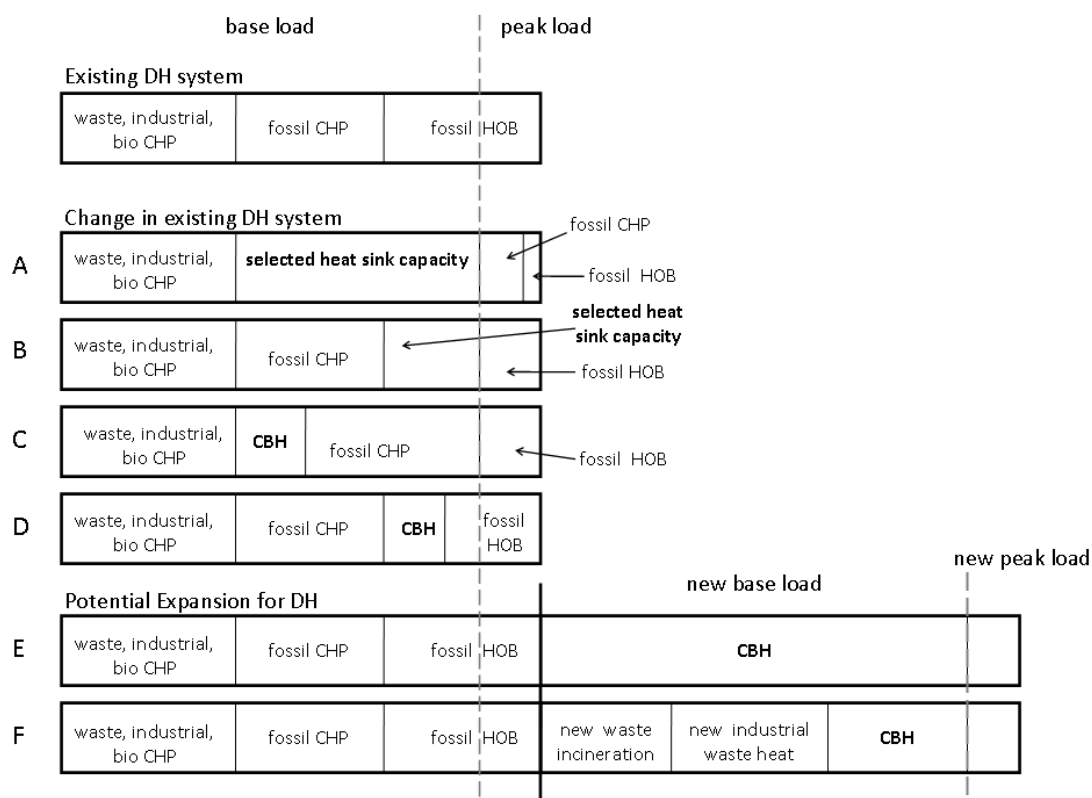 base load
peak load
Existing DH system
waste, industrial,
bio CHP
fossil CHP
fossil HOB
Change in existing DH system
A
waste, industrial,
bio CHP
selected heat sink capacity
fossil CHP
fossil HOB
B
waste, industrial,
bio CHP
fossil CHP
selected heat
sink capacity
fossil HOB
C
waste, industrial,
bio CHP
CBH
fossil CHP
fossil HOB
D
waste, industrial,
bio CHP
fossil CHP
CBH
fossil
HOB
new base load
new peak load
Potential Expansion for DH
E
waste, industrial,
bio CHP
fossil CHP
fossil HOB
CBH
F
waste, industrial,
bio CHP
fossil CHP
fossil HOB
new waste
incineration
new industrial
waste heat
CBH